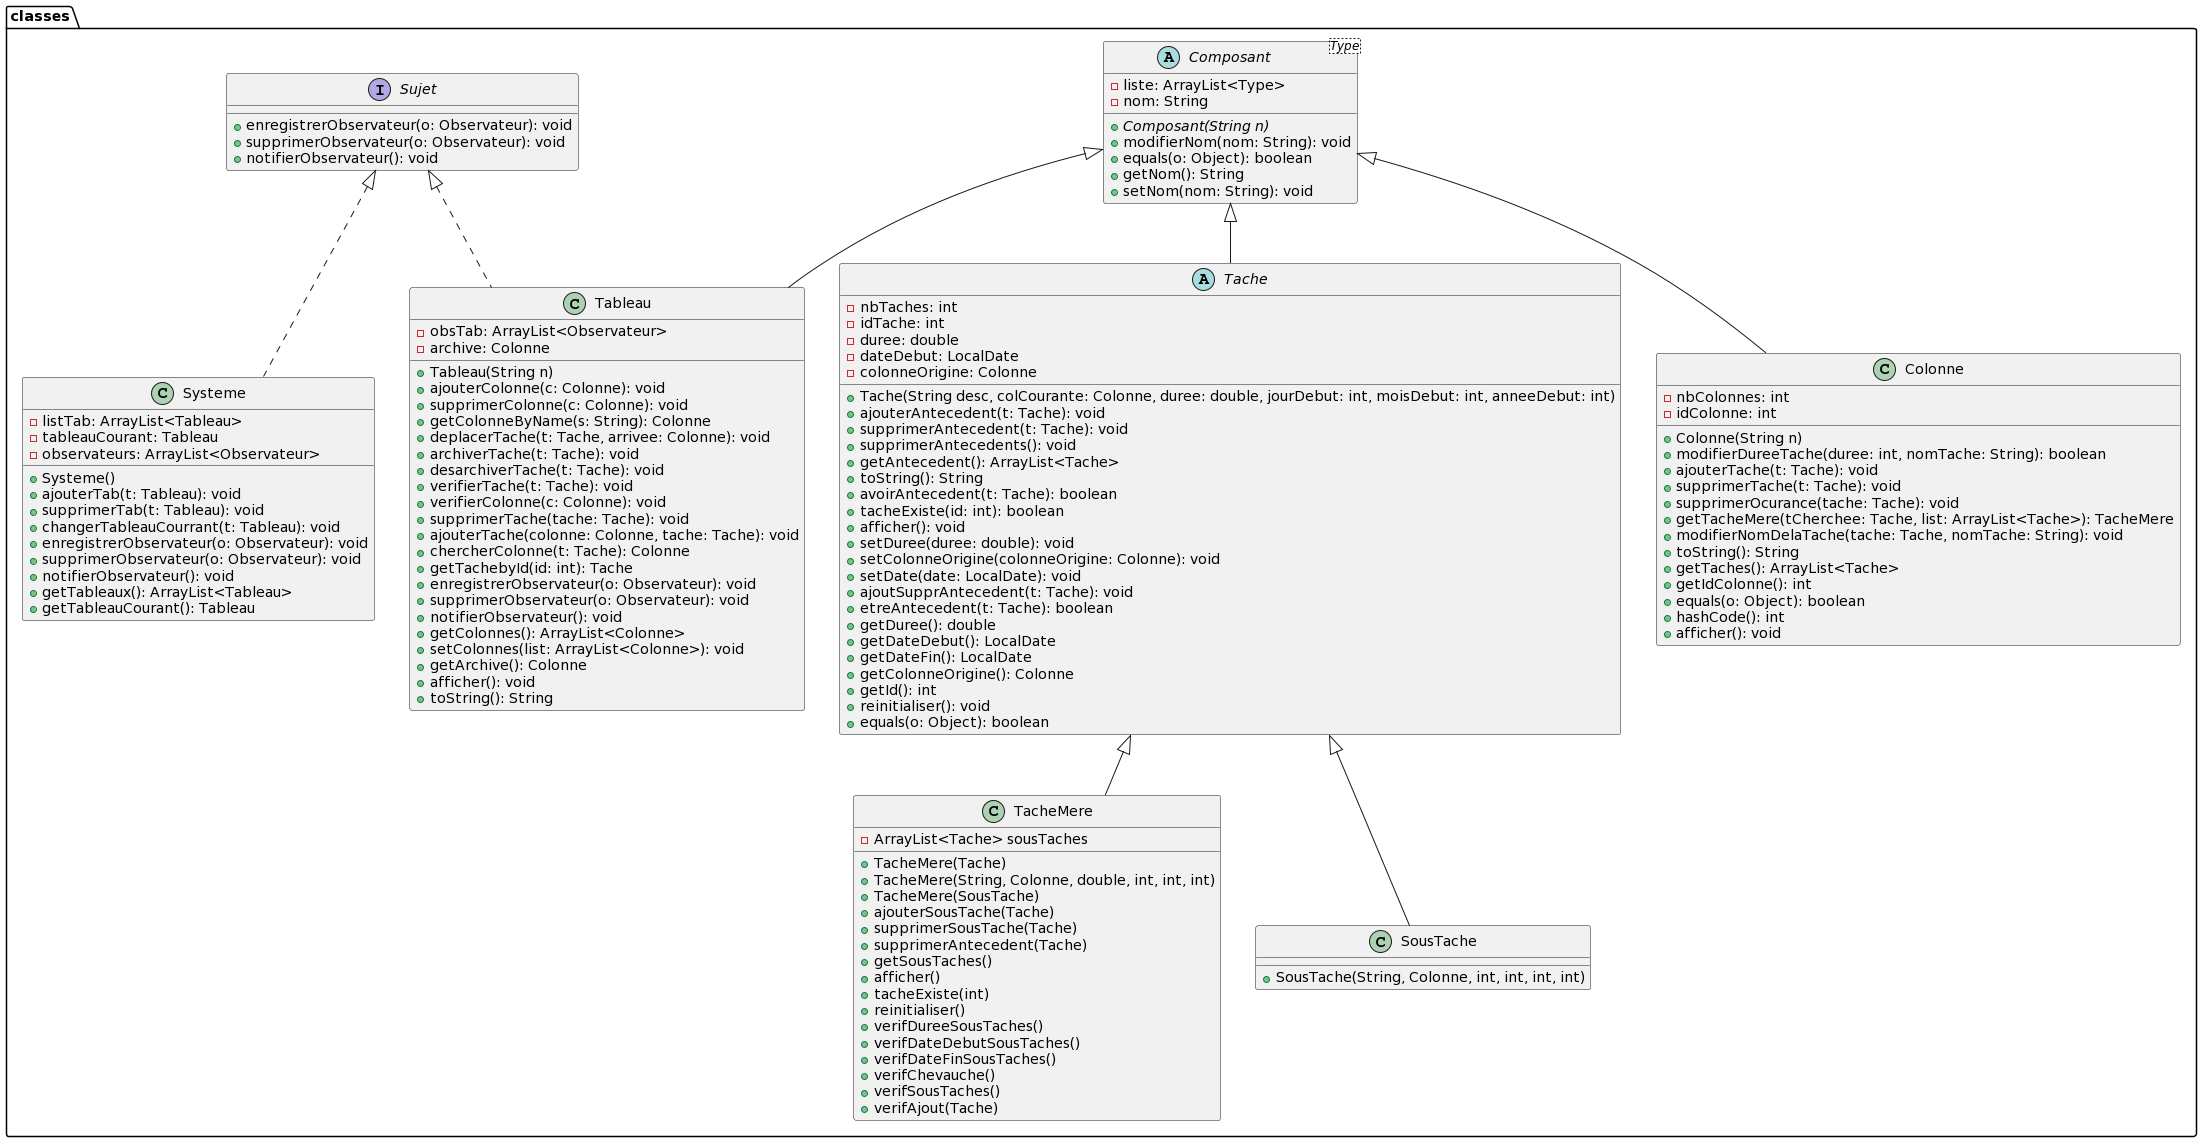 classes
I Sujet
enregistrerObservateur(o: Observateur): void
supprimerObservateur(o: Observateur): void
notifierObservateur(): void
A Composant
Type
liste: ArrayList<Type>
nom: String
Composant(String n)
modifierNom(nom: String): void
equals(o: Object): boolean
getNom(): String
setNom(nom: String): void
C Systeme
listTab: ArrayList<Tableau>
tableauCourant: Tableau
observateurs: ArrayList<Observateur>
Systeme()
ajouterTab(t: Tableau): void
supprimerTab(t: Tableau): void
changerTableauCourrant(t: Tableau): void
enregistrerObservateur(o: Observateur): void
supprimerObservateur(o: Observateur): void
notifierObservateur(): void
getTableaux(): ArrayList<Tableau>
getTableauCourant(): Tableau
C Tableau
obsTab: ArrayList<Observateur>
archive: Colonne
Tableau(String n)
ajouterColonne(c: Colonne): void
supprimerColonne(c: Colonne): void
getColonneByName(s: String): Colonne
deplacerTache(t: Tache, arrivee: Colonne): void
archiverTache(t: Tache): void
desarchiverTache(t: Tache): void
verifierTache(t: Tache): void
verifierColonne(c: Colonne): void
supprimerTache(tache: Tache): void
ajouterTache(colonne: Colonne, tache: Tache): void
chercherColonne(t: Tache): Colonne
getTachebyId(id: int): Tache
enregistrerObservateur(o: Observateur): void
supprimerObservateur(o: Observateur): void
notifierObservateur(): void
getColonnes(): ArrayList<Colonne>
setColonnes(list: ArrayList<Colonne>): void
getArchive(): Colonne
afficher(): void
toString(): String
A Tache
nbTaches: int
idTache: int
duree: double
dateDebut: LocalDate
colonneOrigine: Colonne
Tache(String desc, colCourante: Colonne, duree: double, jourDebut: int, moisDebut: int, anneeDebut: int)
ajouterAntecedent(t: Tache): void
supprimerAntecedent(t: Tache): void
supprimerAntecedents(): void
getAntecedent(): ArrayList<Tache>
toString(): String
avoirAntecedent(t: Tache): boolean
tacheExiste(id: int): boolean
afficher(): void
setDuree(duree: double): void
setColonneOrigine(colonneOrigine: Colonne): void
setDate(date: LocalDate): void
ajoutSupprAntecedent(t: Tache): void
etreAntecedent(t: Tache): boolean
getDuree(): double
getDateDebut(): LocalDate
getDateFin(): LocalDate
getColonneOrigine(): Colonne
getId(): int
reinitialiser(): void
equals(o: Object): boolean
C Colonne
nbColonnes: int
idColonne: int
Colonne(String n)
modifierDureeTache(duree: int, nomTache: String): boolean
ajouterTache(t: Tache): void
supprimerTache(t: Tache): void
supprimerOcurance(tache: Tache): void
getTacheMere(tCherchee: Tache, list: ArrayList<Tache>): TacheMere
modifierNomDelaTache(tache: Tache, nomTache: String): void
toString(): String
getTaches(): ArrayList<Tache>
getIdColonne(): int
equals(o: Object): boolean
hashCode(): int
afficher(): void
C TacheMere
ArrayList<Tache> sousTaches
TacheMere(Tache)
TacheMere(String, Colonne, double, int, int, int)
TacheMere(SousTache)
ajouterSousTache(Tache)
supprimerSousTache(Tache)
supprimerAntecedent(Tache)
getSousTaches()
afficher()
tacheExiste(int)
reinitialiser()
verifDureeSousTaches()
verifDateDebutSousTaches()
verifDateFinSousTaches()
verifChevauche()
verifSousTaches()
verifAjout(Tache)
C SousTache
SousTache(String, Colonne, int, int, int, int)